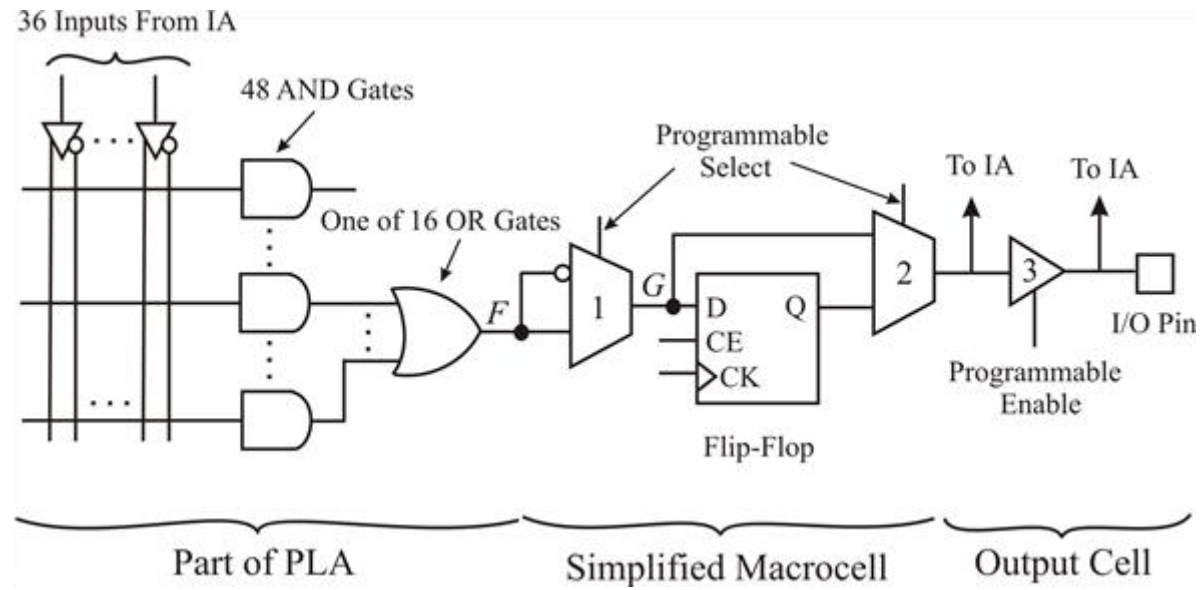 36 Inputs From IA
48 AND Gates
Programmable
Select
To IA
To IA
One of 16 OR Gates
F
1
G
D
Q
CE
CK
2
3
I/O Pin
Programmable
Enable
Flip-Flop
Part of PLA
Simplified Macrocell
Output Cell